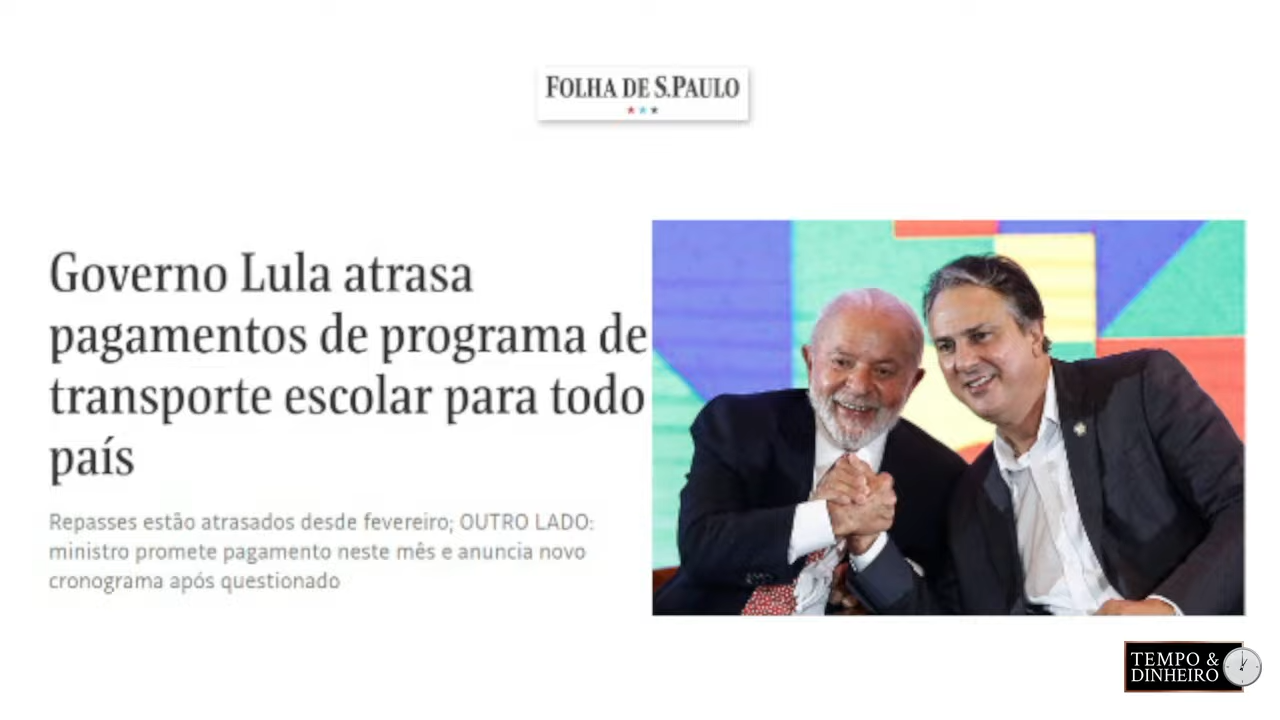 FOLHA DE S.PAULO
Governo Lula atrasa
pagamentos de programa de
transporte escolar para todo
país
Repasses estão atrasados desde fevereiro; OUTRO LADO:
ministro promete pagamento neste mês e anuncia novo
cronograma após questionado
TEMPO &
DINHEIRO